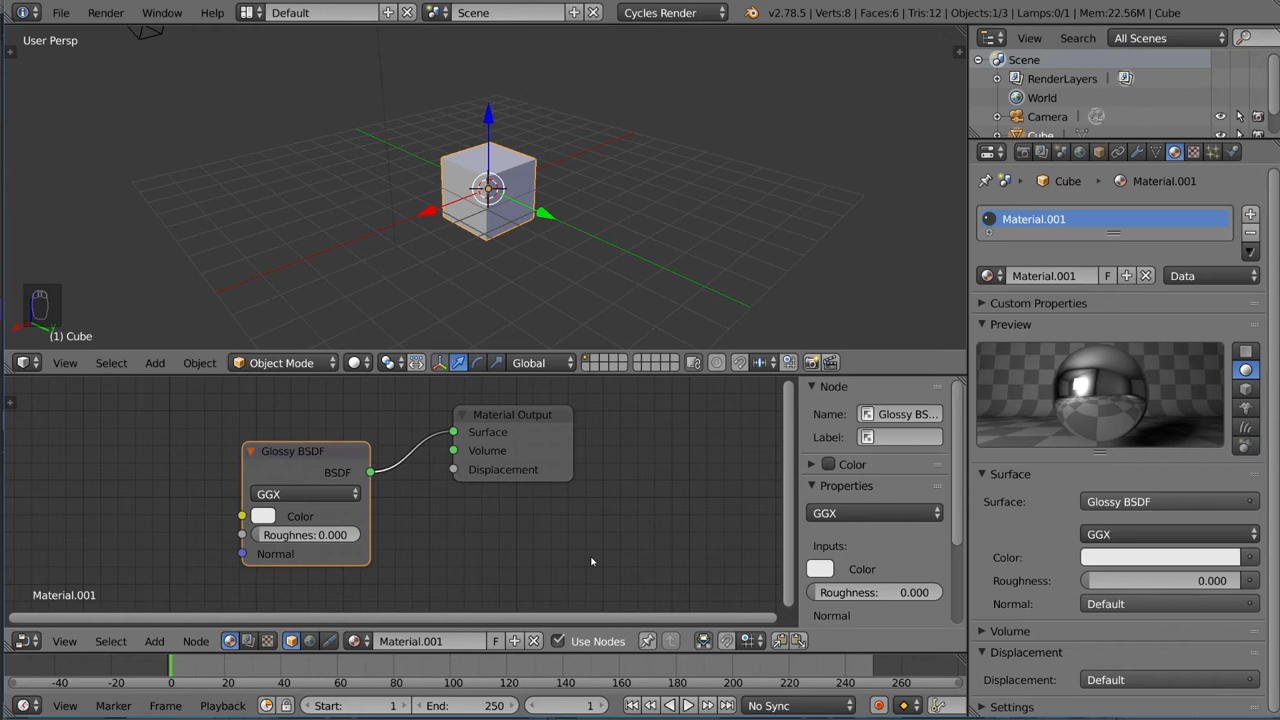 File Render Window Help Default Scene Cycles Render v2.78.5 | Verts:8 | Faces:6 | Tris:12 | Objects:1/3 | Lamps:0/1 | Mem:22.56M | Cube
User Persp
(1) Cube
View Select Add Object Object Mode Global
View Search All Scenes
Scene
RenderLayers
World
Camera
Cube
Cube Material.001
Material.001
Material.001 F Data
Custom Properties
Preview
Surface
Surface: Glossy BSDF
GGX
Color:
Roughness: 0.000
Normal: Default
Volume
Displacement
Displacement: Default
Settings
Glossy BSDF
BSDF
GGX
Color
Roughnes: 0.000
Normal
Material Output
Surface
Volume
Displacement
Material.001
Node
Name: Glossy BS...
Label:
Color
Properties
GGX
Inputs:
Color
Roughness: 0.000
Normal
View Select Add Node Material.001 F Use Nodes
-40 -20 0 20 40 60 80 100 120 140 160 180 200 220 240 260
View Marker Frame Playback Start: 1 End: 250 1 No Sync